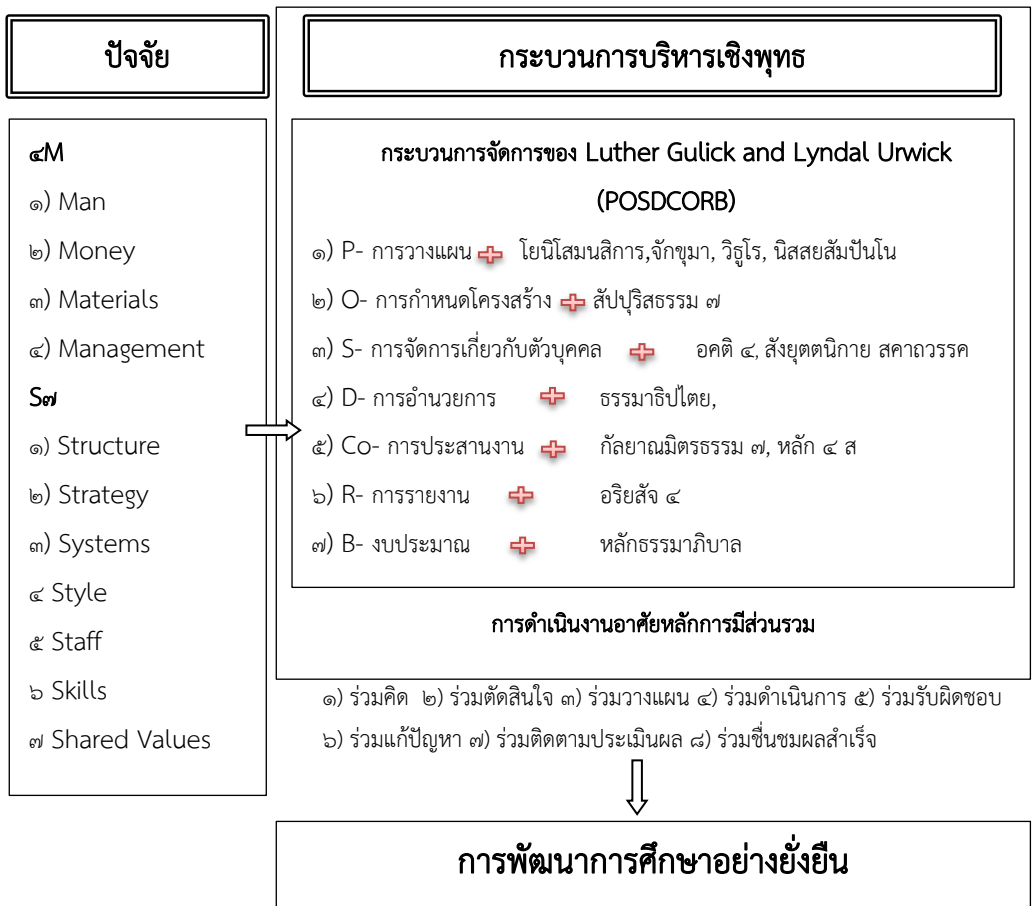 ปัจจัย
๔M
๑) Man
๒) Money
๓) Materials
๔) Management
S๗
๑) Structure
๒) Strategy
๓) Systems
๔ Style
๕ Staff
๖ Skills
๗ Shared Values
กระบวนการบริหารเชิงพุทธ
กระบวนการจัดการของ Luther Gulick and Lyndal Urwick
(POSDCORB)
๑) P- การวางแผน โยนิโสมนสิการ,จักขุมา, วิธูโร, นิสสยสัมปันโน
๒) O- การกำหนดโครงสร้าง สัปปุริสธรรม ๗
๓) S- การจัดการเกี่ยวกับตัวบุคคล อคติ ๔, สังยุตตนิกาย สคาถวรรค
๔) D- การอำนวยการ ธรรมาธิปไตย,
๕) Co- การประสานงาน กัลยาณมิตรธรรม ๗, หลัก ๔ ส
๖) R- การรายงาน อริยสัจ ๔
๗) B- งบประมาณ หลักธรรมาภิบาล
การดำเนินงานอาศัยหลักการมีส่วนรวม
๑) ร่วมคิด ๒) ร่วมตัดสินใจ ๓) ร่วมวางแผน ๔) ร่วมดำเนินการ ๕) ร่วมรับผิดชอบ
๖) ร่วมแก้ปัญหา ๗) ร่วมติดตามประเมินผล ๘) ร่วมชื่นชมผลสำเร็จ
การพัฒนาการศึกษาอย่างยั่งยืน